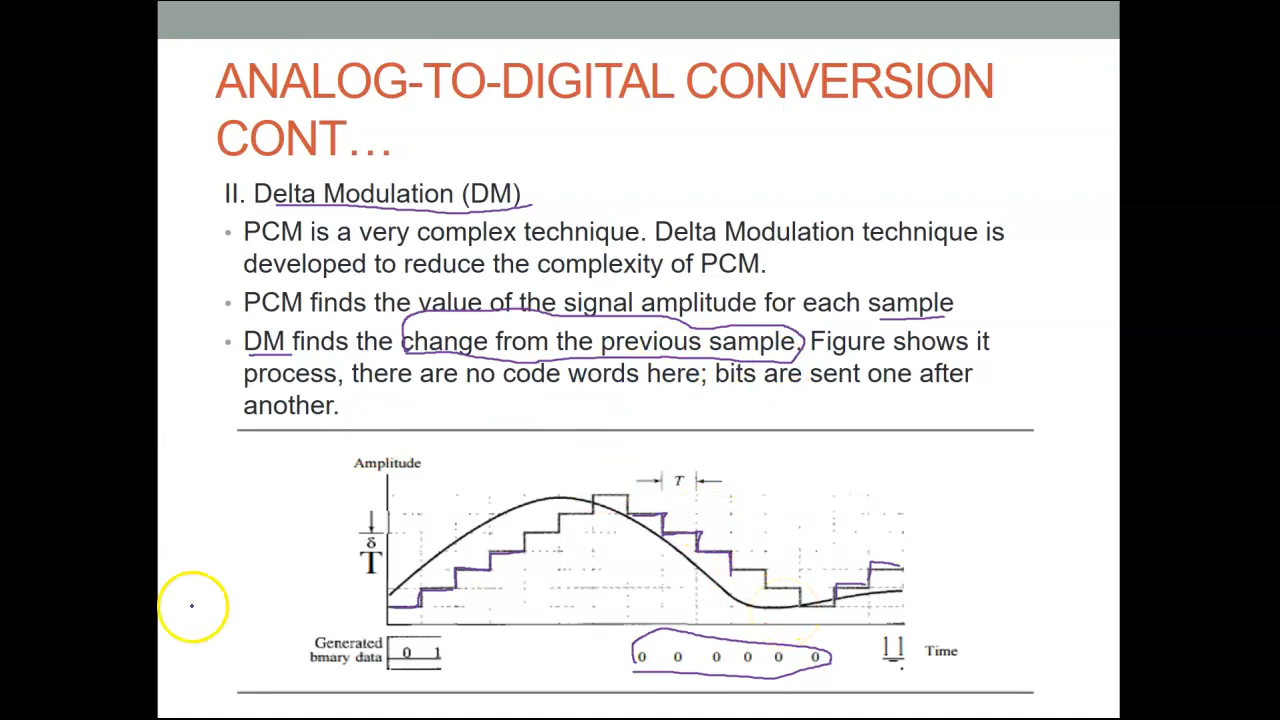 ANALOG-TO-DIGITAL CONVERSION
CONT…
II. Delta Modulation (DM)
• PCM is a very complex technique. Delta Modulation technique is
developed to reduce the complexity of PCM.
• PCM finds the value of the signal amplitude for each sample
• DM finds the change from the previous sample. Figure shows it
process, there are no code words here; bits are sent one after
another.
Amplitude
T
δ
T
Generated
bmary data
0 1
0 0 0 0 0 0
11
Time